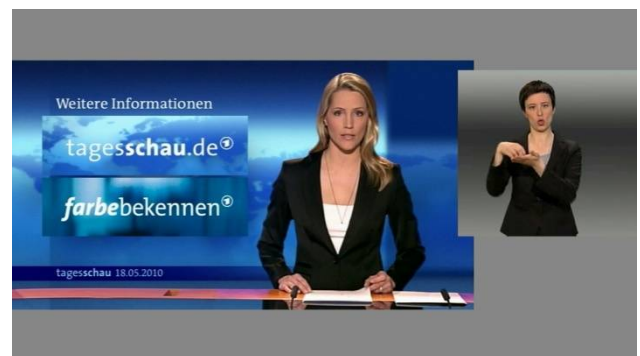 Weitere Informationen
tagesschau.de
farbebekennen
tagesschau 18.05.2010